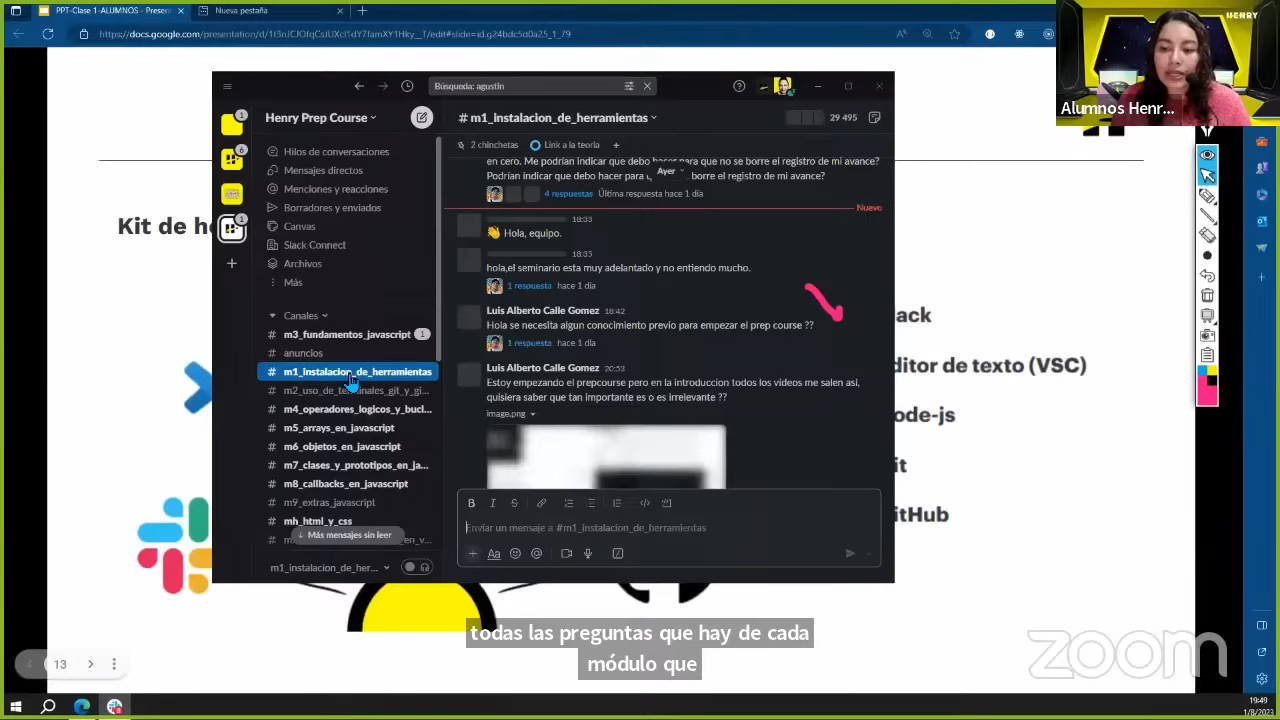 PPT-Clase 1-ALUMNOS - Present
Nueva pestaña
HENRY
Alumnos Henr...
Búsqueda: agustin
Henry Prep Course
Hilos de conversaciones
Mensajes directos
Menciones y reacciones
Borradores y enviados
Canvas
Slack Connect
Archivos
Más
Canales
# m3_fundamentos_javascript 1
# anuncios
# m1_instalacion_de_herramientas
# m4_operadores_logicos_y_bucl...
# m5_arrays_en_javascript
# m6_objetos_en_javascript
# m7_clases_y_prototipos_en_ja...
# m8_callbacks_en_javascript
# m9_extras_javascript
# mh_html_y_css
↓ Más mensajes sin leer
m1_instalacion_de_her...
# m1_instalacion_de_herramientas
29 495
2 chinchetas
Link a la teoria
en cero. Me podrían indicar que debo hacer para que no se borre el registro de mi avance?
Podrían indicar que debo hacer para
borre el registro de mi avance?
Ayer
4 respuestas Última respuesta hace 1 día
Nuevo
18:33
Hola, equipo.
18:35
hola,el seminario esta muy adelantado y no entiendo mucho.
1 respuesta hace 1 día
Luis Alberto Calle Gomez 18:42
Hola se necesita algun conocimiento previo para empezar el prep course ??
1 respuesta hace 1 día
Luis Alberto Calle Gomez 20:53
Estoy empezando el prepcourse pero en la introduccion todos los videos me salen asi,
quisiera saber que tan importante es o es irrelevante ??
image.png
Enviar un mensaje a #m1_instalacion_de_herramientas
Kit de he
ack
ditor de texto (VSC)
ode-js
it
itHub
todas las preguntas que hay de cada
módulo que
13
zoom
19:49
1/8/2023